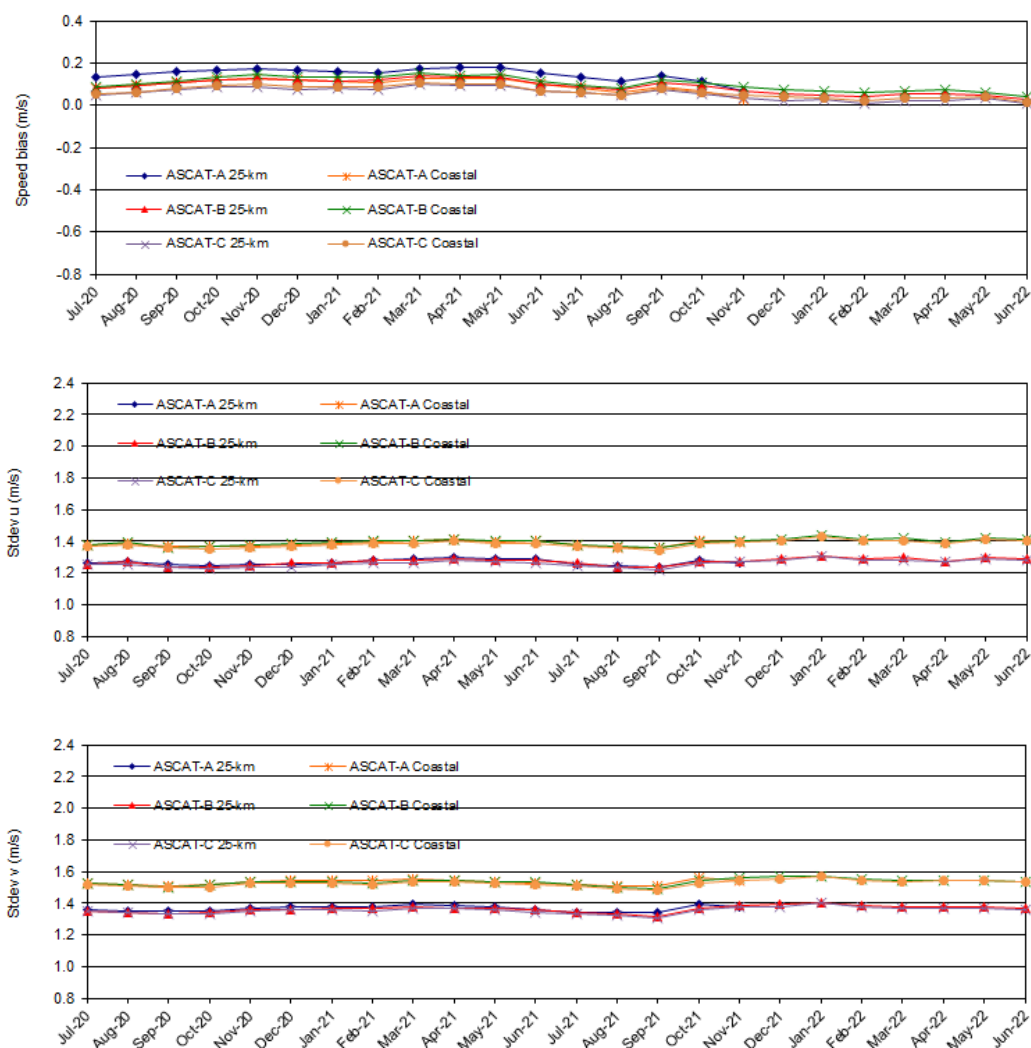 0.4
0.2
0.0
-0.2
-0.4
-0.6
-0.8
Speed bias (m/s)
ASCAT-A 25-km ASCAT-A Coastal
ASCAT-B 25-km ASCAT-B Coastal
ASCAT-C 25-km ASCAT-C Coastal
Jul-20 Aug-20 Sep-20 Oct-20 Nov-20 Dec-20 Jan-21 Feb-21 Mar-21 Apr-21 May-21 Jun-21 Jul-21 Aug-21 Sep-21 Oct-21 Nov-21 Dec-21 Jan-22 Feb-22 Mar-22 Apr-22 May-22 Jun-22
2.4
2.2
2.0
1.8
1.6
1.4
1.2
1.0
0.8
Stdev u (m/s)
ASCAT-A 25-km ASCAT-A Coastal
ASCAT-B 25-km ASCAT-B Coastal
ASCAT-C 25-km ASCAT-C Coastal
Jul-20 Aug-20 Sep-20 Oct-20 Nov-20 Dec-20 Jan-21 Feb-21 Mar-21 Apr-21 May-21 Jun-21 Jul-21 Aug-21 Sep-21 Oct-21 Nov-21 Dec-21 Jan-22 Feb-22 Mar-22 Apr-22 May-22 Jun-22
2.4
2.2
2.0
1.8
1.6
1.4
1.2
1.0
0.8
Stdev v (m/s)
ASCAT-A 25-km ASCAT-A Coastal
ASCAT-B 25-km ASCAT-B Coastal
ASCAT-C 25-km ASCAT-C Coastal
Jul-20 Aug-20 Sep-20 Oct-20 Nov-20 Dec-20 Jan-21 Feb-21 Mar-21 Apr-21 May-21 Jun-21 Jul-21 Aug-21 Sep-21 Oct-21 Nov-21 Dec-21 Jan-22 Feb-22 Mar-22 Apr-22 May-22 Jun-22